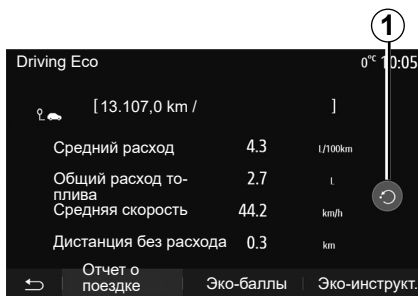 1
Driving Eco 0°C 10:05
[13.107,0 km / ]
Средний расход 4.3 L/100km
Общий расход то-
плива 2.7 L
Средняя скорость 44.2 km/h
Дистанция без расхода 0.3 km
Отчет о
поездке Эко-баллы Эко-инструкт.